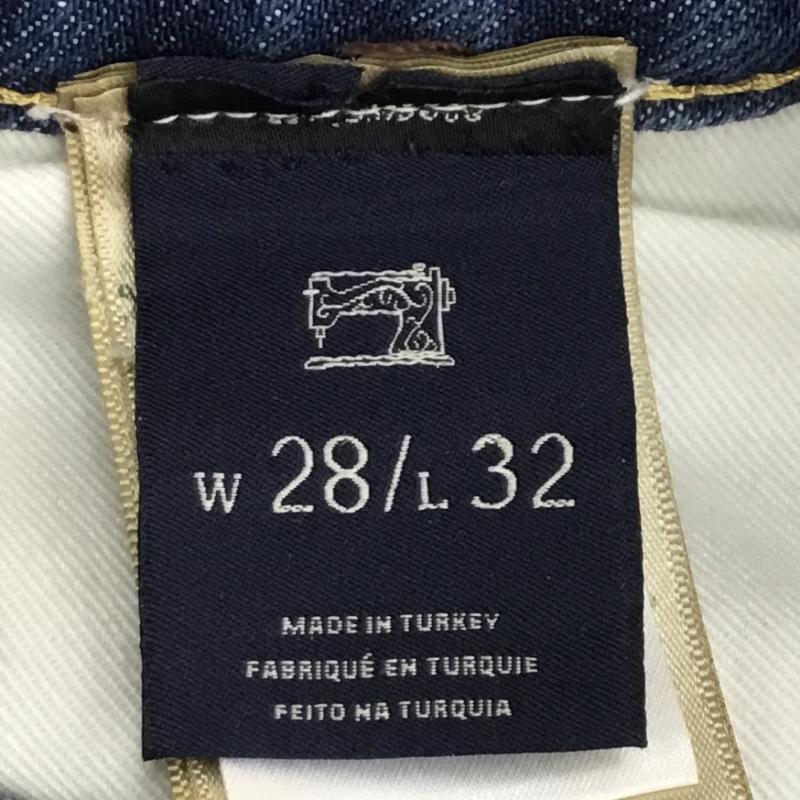 W 28/L 32
MADE IN TURKEY
FABRIQUÉ EN TURQUIE
FEITO NA TURQUIA